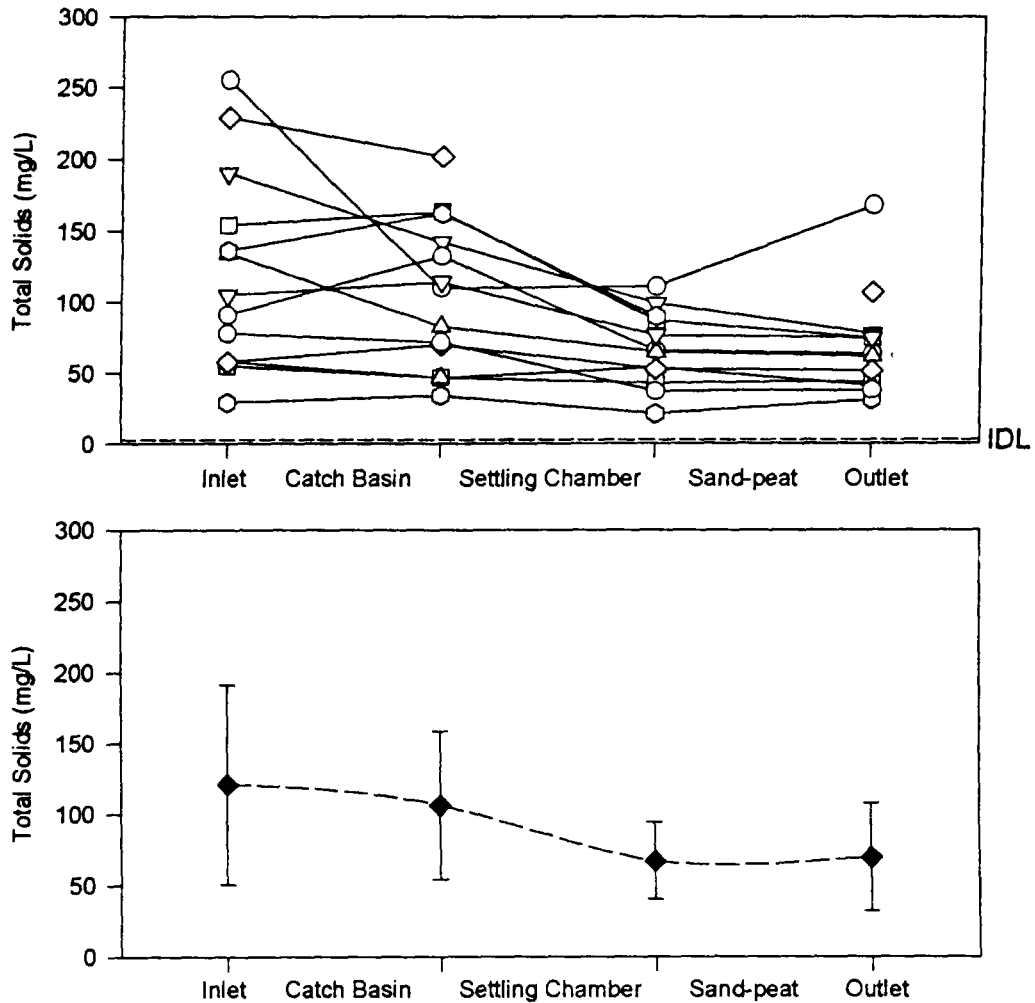 300
250
200
150
100
50
0
Total Solids (mg/L)
IDL
Inlet Catch Basin Settling Chamber Sand-peat Outlet
300
250
200
150
100
50
0
Total Solids (mg/L)
Inlet Catch Basin Settling Chamber Sand-peat Outlet